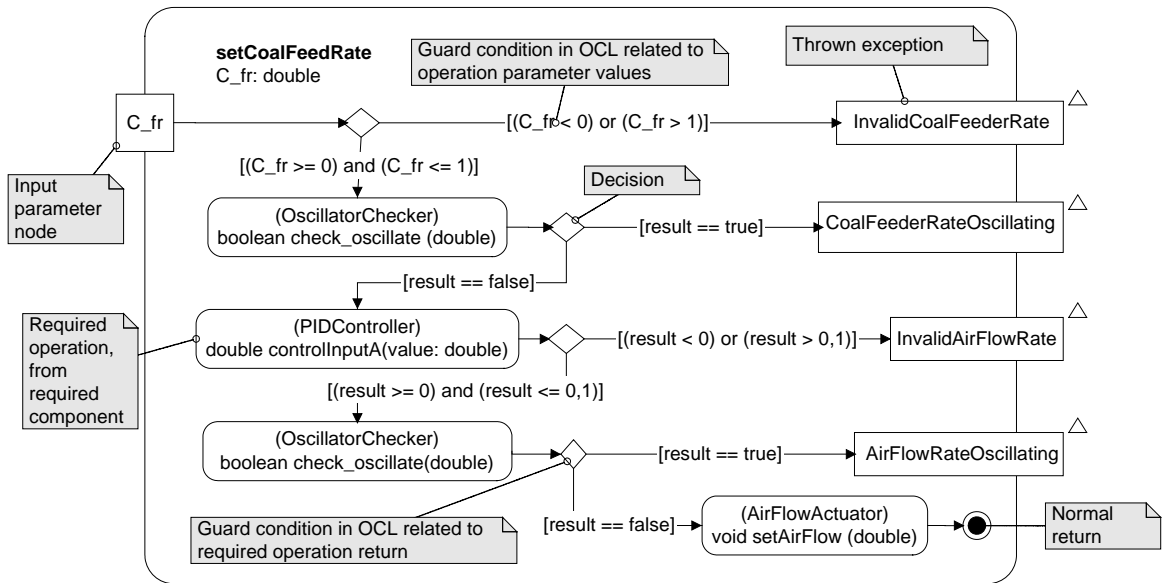 setCoalFeedRate
C_fr: double
Guard condition in OCL related to
operation parameter values
Thrown exception
C_fr
[(C_fr < 0) or (C_fr > 1)]
InvalidCoalFeederRate
[(C_fr >= 0) and (C_fr <= 1)]
Input
parameter
node
Decision
(OscillatorChecker)
boolean check_oscillate (double)
[result == true]
CoalFeederRateOscillating
[result == false]
Required
operation,
from
required
component
(PIDController)
double controlInputA(value: double)
[(result < 0) or (result > 0,1)]
InvalidAirFlowRate
[(result >= 0) and (result <= 0,1)]
(OscillatorChecker)
boolean check_oscillate(double)
[result == true]
AirFlowRateOscillating
Guard condition in OCL related to
required operation return
[result == false]
(AirFlowActuator)
void setAirFlow (double)
Normal
return